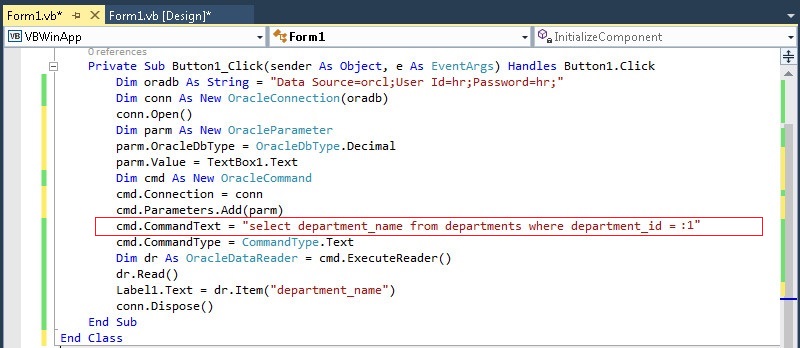 Form1.vb* Form1.vb [Design]*
VBWinApp Form1 InitializeComponent
0 references
Private Sub Button1_Click(sender As Object, e As EventArgs) Handles Button1.Click
Dim oradb As String = "Data Source=orcl;User Id=hr;Password=hr;"
Dim conn As New OracleConnection(oradb)
conn.Open()
Dim parm As New OracleParameter
parm.OracleDbType = OracleDbType.Decimal
parm.Value = TextBox1.Text
Dim cmd As New OracleCommand
cmd.Connection = conn
cmd.Parameters.Add(parm)
cmd.CommandText = "select department_name from departments where department_id = :1"
cmd.CommandType = CommandType.Text
Dim dr As OracleDataReader = cmd.ExecuteReader()
dr.Read()
Label1.Text = dr.Item("department_name")
conn.Dispose()
End Sub
End Class